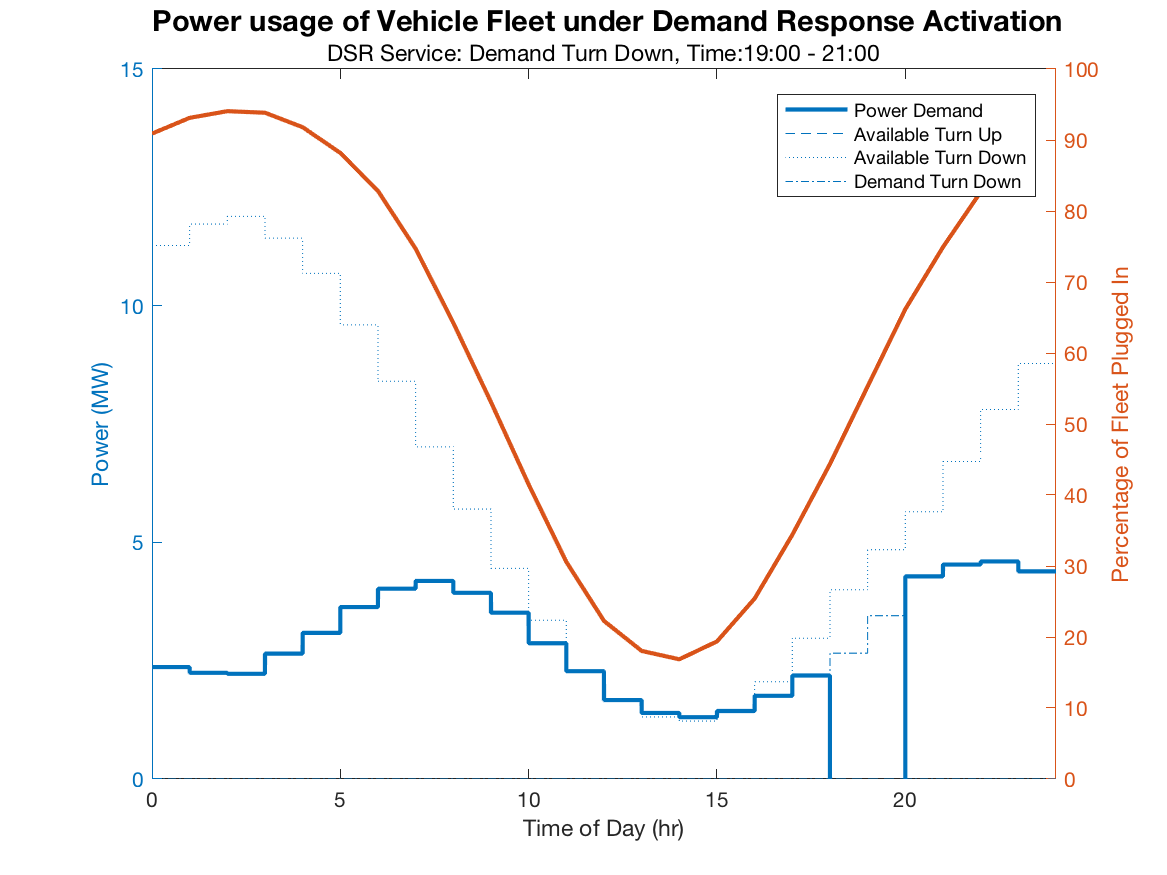 Power usage of Vehicle Fleet under Demand Response Activation
DSR Service: Demand Turn Down, Time:19:00 - 21:00
15
10
5
0
Power (MW)
Power Demand
Available Turn Up
Available Turn Down
Demand Turn Down
100
90
80
70
60
50
40
30
20
10
0
Percentage of Fleet Plugged In
0
5
10
15
20
Time of Day (hr)